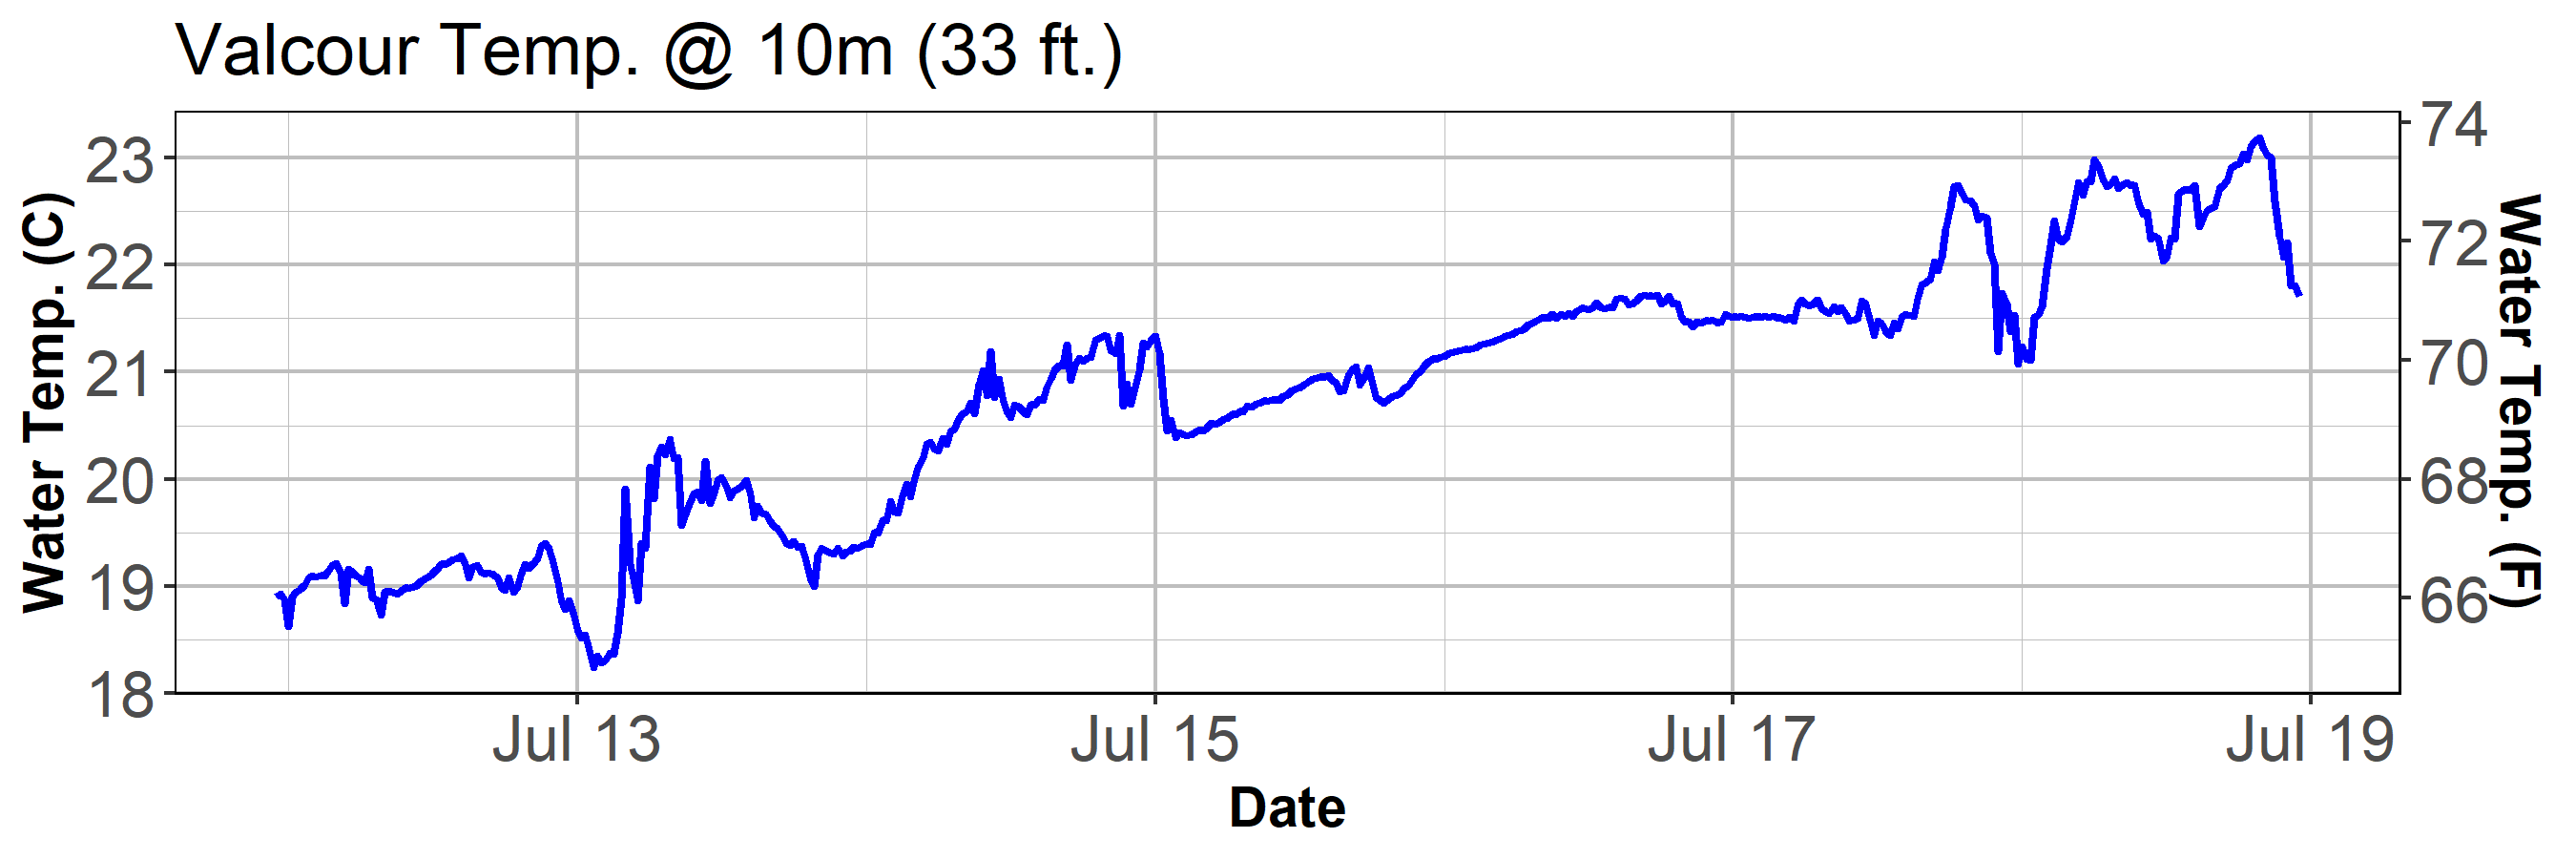 Valcour Temp. @ 10m (33 ft.)
Water Temp. (C)
23
22
21
20
19
18
74
72
70
68
66
Water Temp. (F)
Jul 13
Jul 15
Jul 17
Jul 19
Date